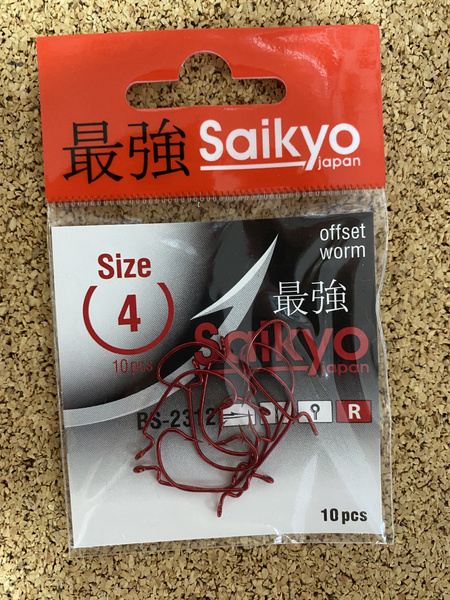 最強 Saikyo
japan
offset
worm
Size
4
10 pcs
最強
Saikyo
japan
BS-2312
R
10 pcs